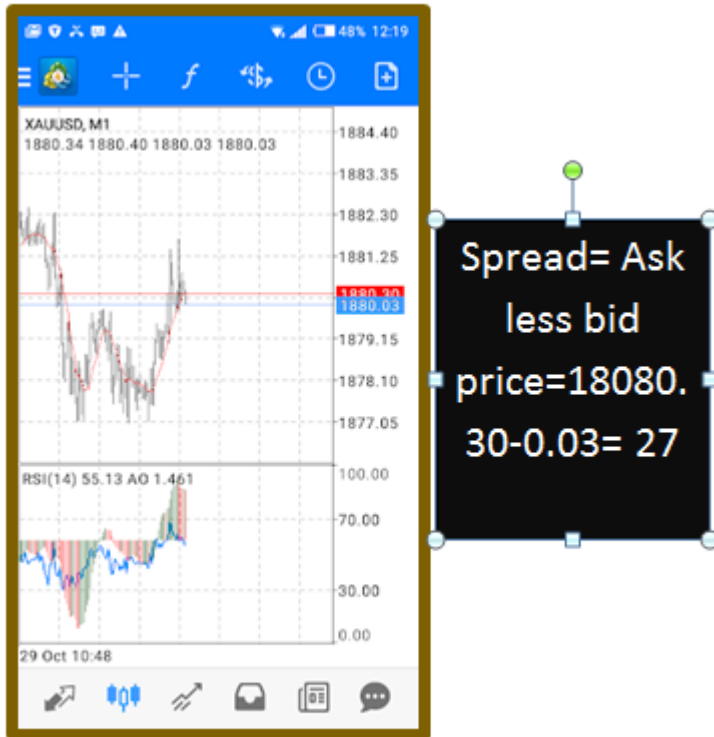 48% 12:19
XAUUSD, M1
1880.34 1880.40 1880.03 1880.03
1884.40
1883.35
1882.30
1881.25
1880.30
1880.03
1879.15
1878.10
1877.05
RSI(14) 55.13 AO 1.461
100.00
70.00
30.00
0.00
29 Oct 10:48
Spread= Ask
less bid
price=18080.
30-0.03= 27